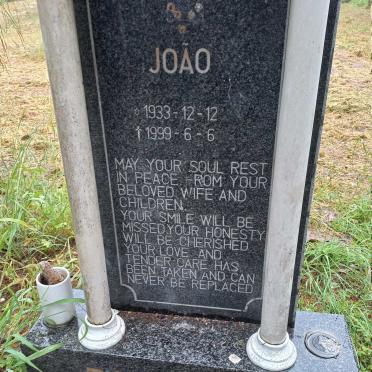 JOÃO
☆ 1933-12-12
✝ 1999-6-6
MAY YOUR SOUL REST
IN PEACE FROM YOUR
BELOVED WIFE AND
CHILDREN.
YOUR SMILE WILL BE
MISSED, YOUR HONESTY
WILL BE CHERISHED
YOUR LOVE AND
TENDER CARE HAS
BEEN TAKEN AND CAN
NEVER BE REPLACED